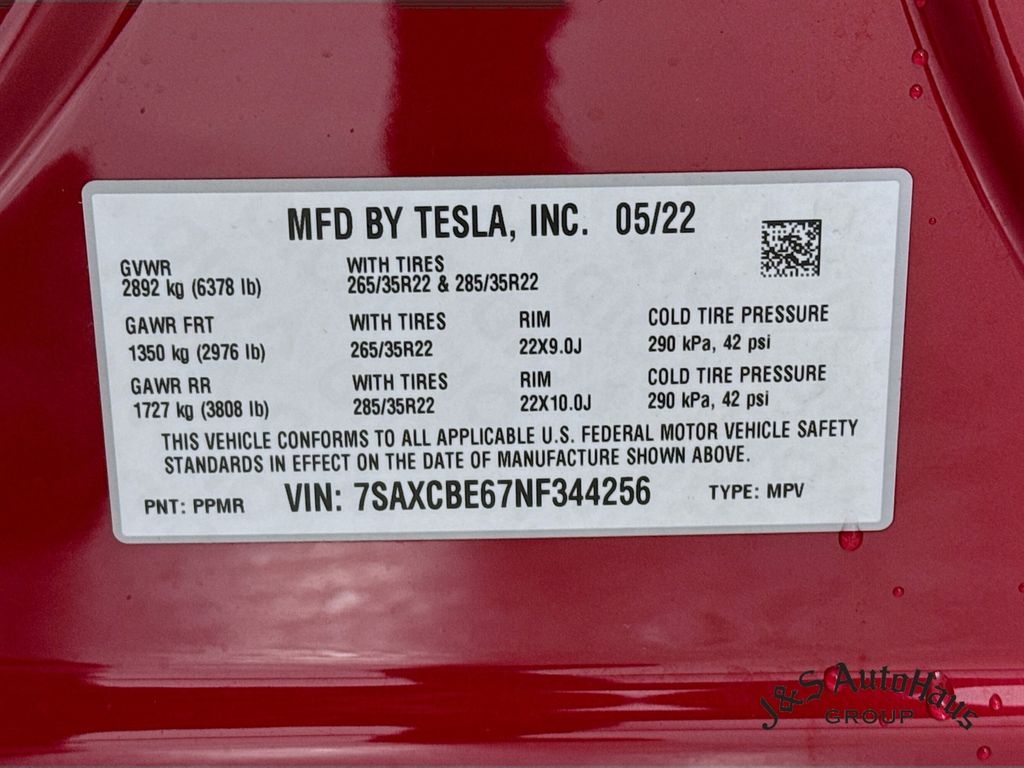 MFD BY TESLA, INC. 05/22
GVWR WITH TIRES
2892 kg (6378 lb) 265/35R22 & 285/35R22
GAWR FRT WITH TIRES RIM COLD TIRE PRESSURE
1350 kg (2976 lb) 265/35R22 22X9.0J 290 kPa, 42 psi
GAWR RR WITH TIRES RIM COLD TIRE PRESSURE
1727 kg (3808 lb) 285/35R22 22X10.0J 290 kPa, 42 psi
THIS VEHICLE CONFORMS TO ALL APPLICABLE U.S. FEDERAL MOTOR VEHICLE SAFETY
STANDARDS IN EFFECT ON THE DATE OF MANUFACTURE SHOWN ABOVE.
PNT: PPMR VIN: 7SAXCBE67NF344256 TYPE: MPV
J&S AutoHaus
GROUP